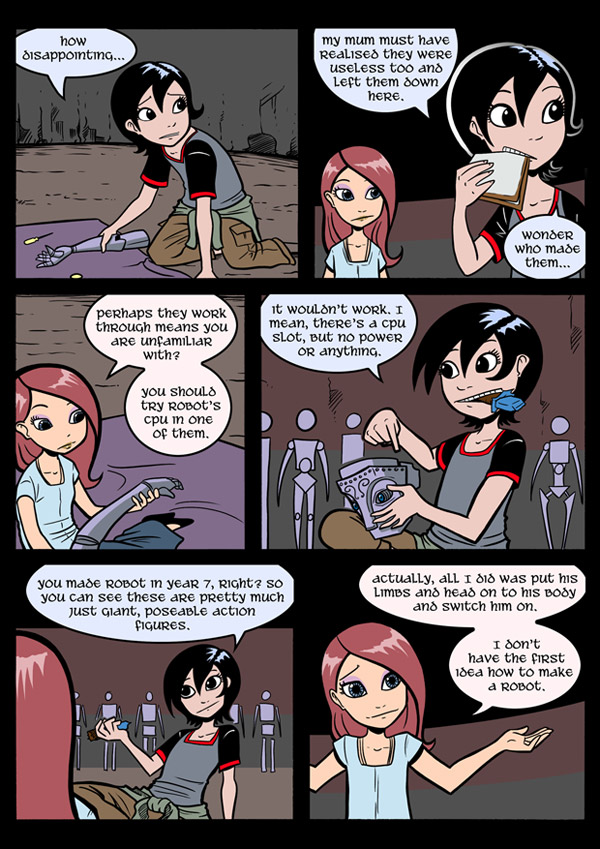 HOW
DISAPPOINTING...
MY MUM MUST HAVE
REALISED THEY WERE
USELESS TOO AND
LEFT THEM DOWN
HERE.
WONDER
WHO MADE
THEM...
PERHAPS THEY WORK
THROUGH MEANS YOU
ARE UNFAMILIAR
WITH?
YOU SHOULD
TRY ROBOT'S
CPU IN ONE
OF THEM.
IT WOULDN'T WORK. I
MEAN, THERE'S A CPU
SLOT, BUT NO POWER
OR ANYTHING.
YOU MADE ROBOT IN YEAR 7, RIGHT? SO
YOU CAN SEE THESE ARE PRETTY MUCH
JUST GIANT, POSEABLE ACTION
FIGURES.
ACTUALLY, ALL I DID WAS PUT HIS
LIMBS AND HEAD ON TO HIS BODY
AND SWITCH HIM ON.
I DON'T
HAVE THE FIRST
IDEA HOW TO MAKE
A ROBOT.